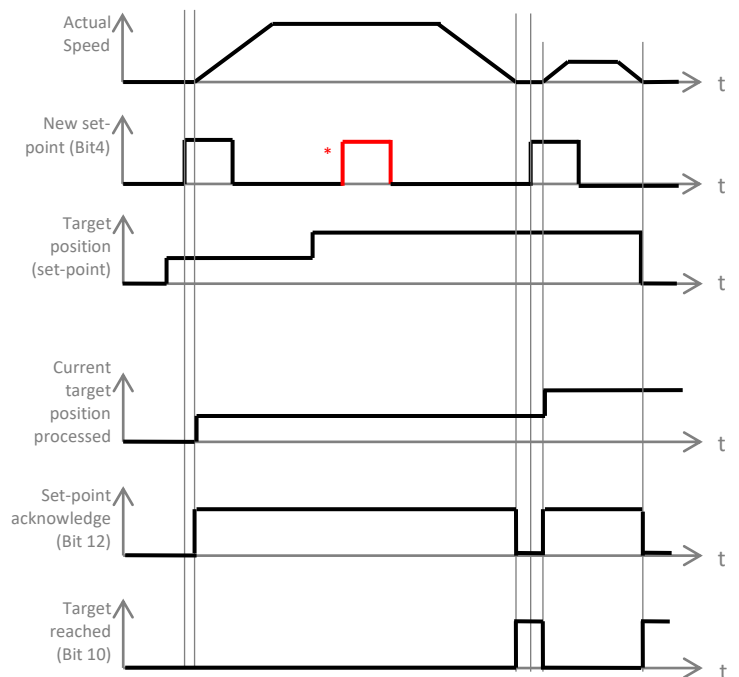 Actual
Speed
t
New set-
point (Bit4)
*
t
Target
position
(set-point)
t
Current
target
position
processed
t
Set-point
acknowledge
(Bit 12)
t
Target
reached
(Bit 10)
t